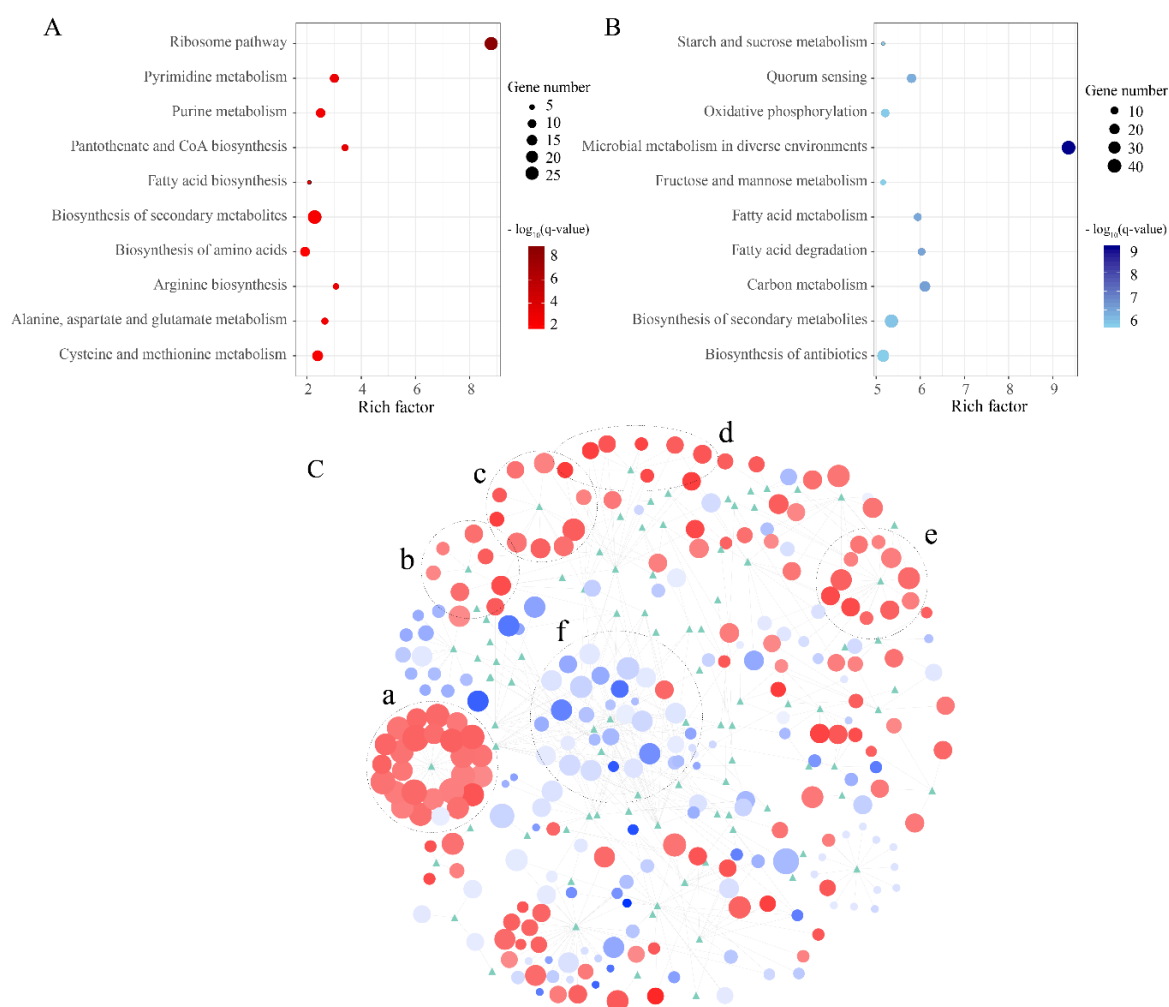 A
Ribosome pathway
Pyrimidine metabolism
Purine metabolism
Pantothenate and CoA biosynthesis
Fatty acid biosynthesis
Biosynthesis of secondary metabolites
Biosynthesis of amino acids
Arginine biosynthesis
Alanine, aspartate and glutamate metabolism
Cysteine and methionine metabolism
2 4 6 8
Rich factor
Gene number
5
10
15
20
25
- log10(q-value)
8
6
4
2
B
Starch and sucrose metabolism
Quorum sensing
Oxidative phosphorylation
Microbial metabolism in diverse environments
Fructose and mannose metabolism
Fatty acid metabolism
Fatty acid degradation
Carbon metabolism
Biosynthesis of secondary metabolites
Biosynthesis of antibiotics
5 6 7 8 9
Rich factor
Gene number
10
20
30
40
- log10(q-value)
9
8
7
6
C
d
c
e
b
f
a